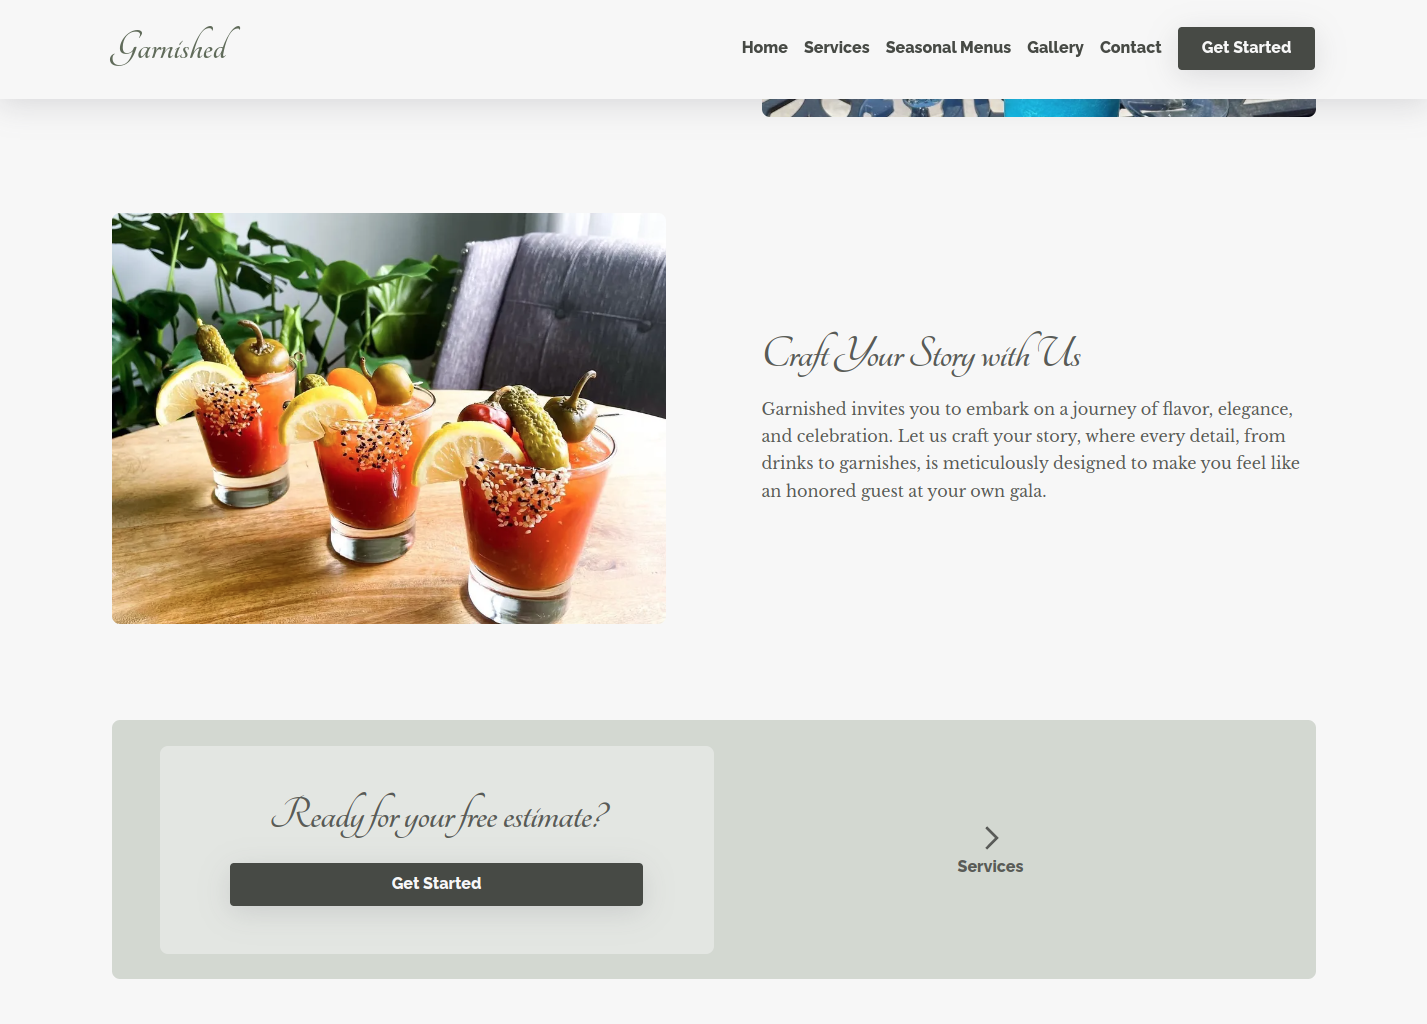 Garnished
Home Services Seasonal Menus Gallery Contact Get Started
Craft Your Story with Us
Garnished invites you to embark on a journey of flavor, elegance,
and celebration. Let us craft your story, where every detail, from
drinks to garnishes, is meticulously designed to make you feel like
an honored guest at your own gala.
Ready for your free estimate?
Get Started
Services